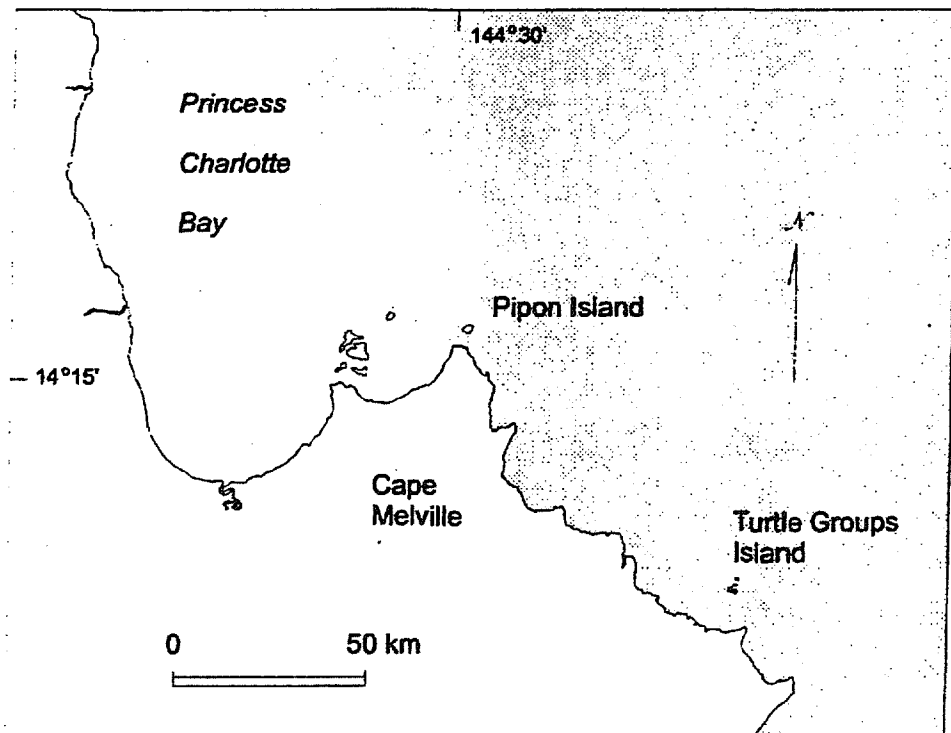 144°30'
Princess
Charlotte
Bay
N
Pipon Island
14°15'
Cape
Melville
Turtle Groups
Island
0 50 km